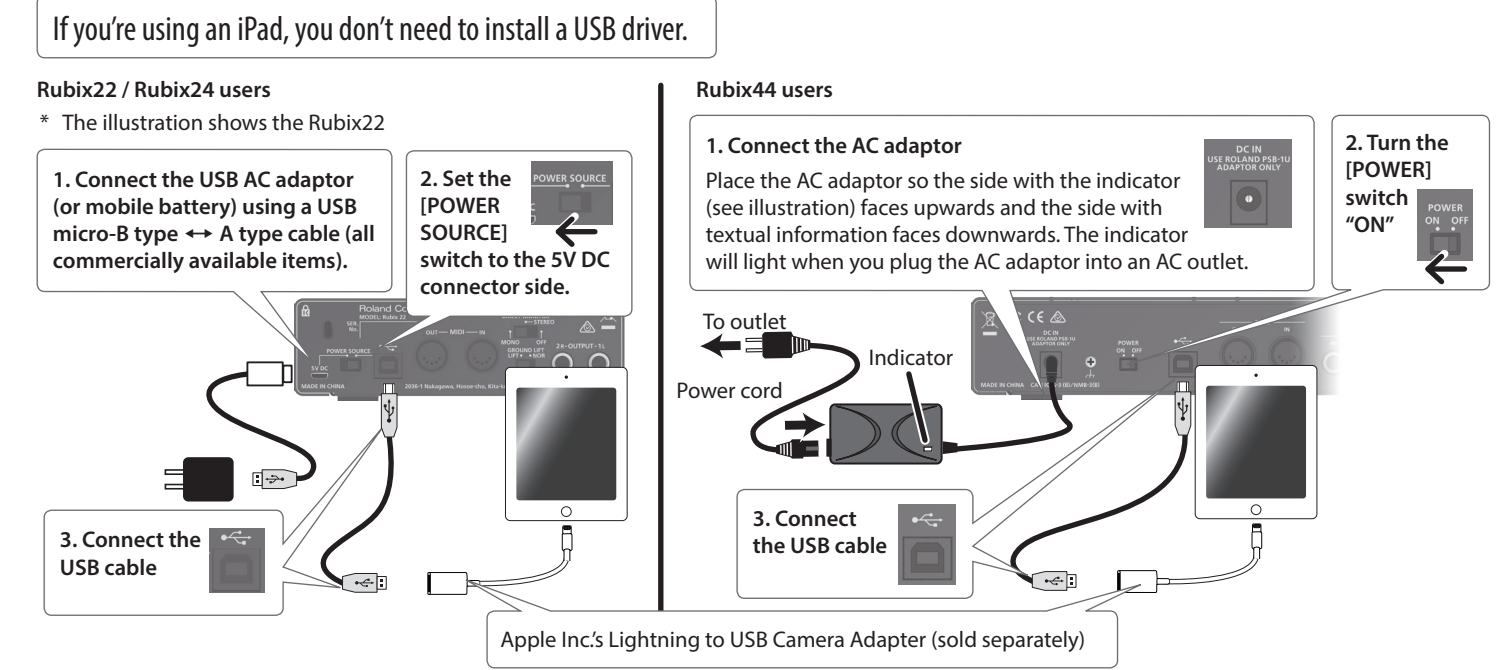 If you're using an iPad, you don't need to install a USB driver.
Rubix22 / Rubix24 users
* The illustration shows the Rubix22
1. Connect the USB AC adaptor
(or mobile battery) using a USB
micro-B type ↔ A type cable (all
commercially available items).
2. Set the
[POWER
SOURCE]
switch to the 5V DC
connector side.
POWER SOURCE
Roland Co
MODEL: Rubix 22
SER.
No.
OUT MIDI IN
STEREO
MONO OFF
GROUND LIFT
LIFT NOR
2R-OUTPUT-1L
POWER SOURCE
5V DC
MADE IN CHINA
2036-1 Nakagawa, Hosoe-cho, Kita-k
3. Connect the
USB cable
Rubix44 users
1. Connect the AC adaptor
Place the AC adaptor so the side with the indicator
(see illustration) faces upwards and the side with
textual information faces downwards. The indicator
will light when you plug the AC adaptor into an AC outlet.
DC IN
USE ROLAND PSB-1U
ADAPTOR ONLY
2. Turn the
[POWER]
switch
"ON"
POWER
ON OFF
To outlet
Indicator
Power cord
DC IN
USE ROLAND PSB-1U
ADAPTOR ONLY
POWER
ON OFF
IN
MADE IN CHINA
3. Connect
the USB cable
Apple Inc.'s Lightning to USB Camera Adapter (sold separately)